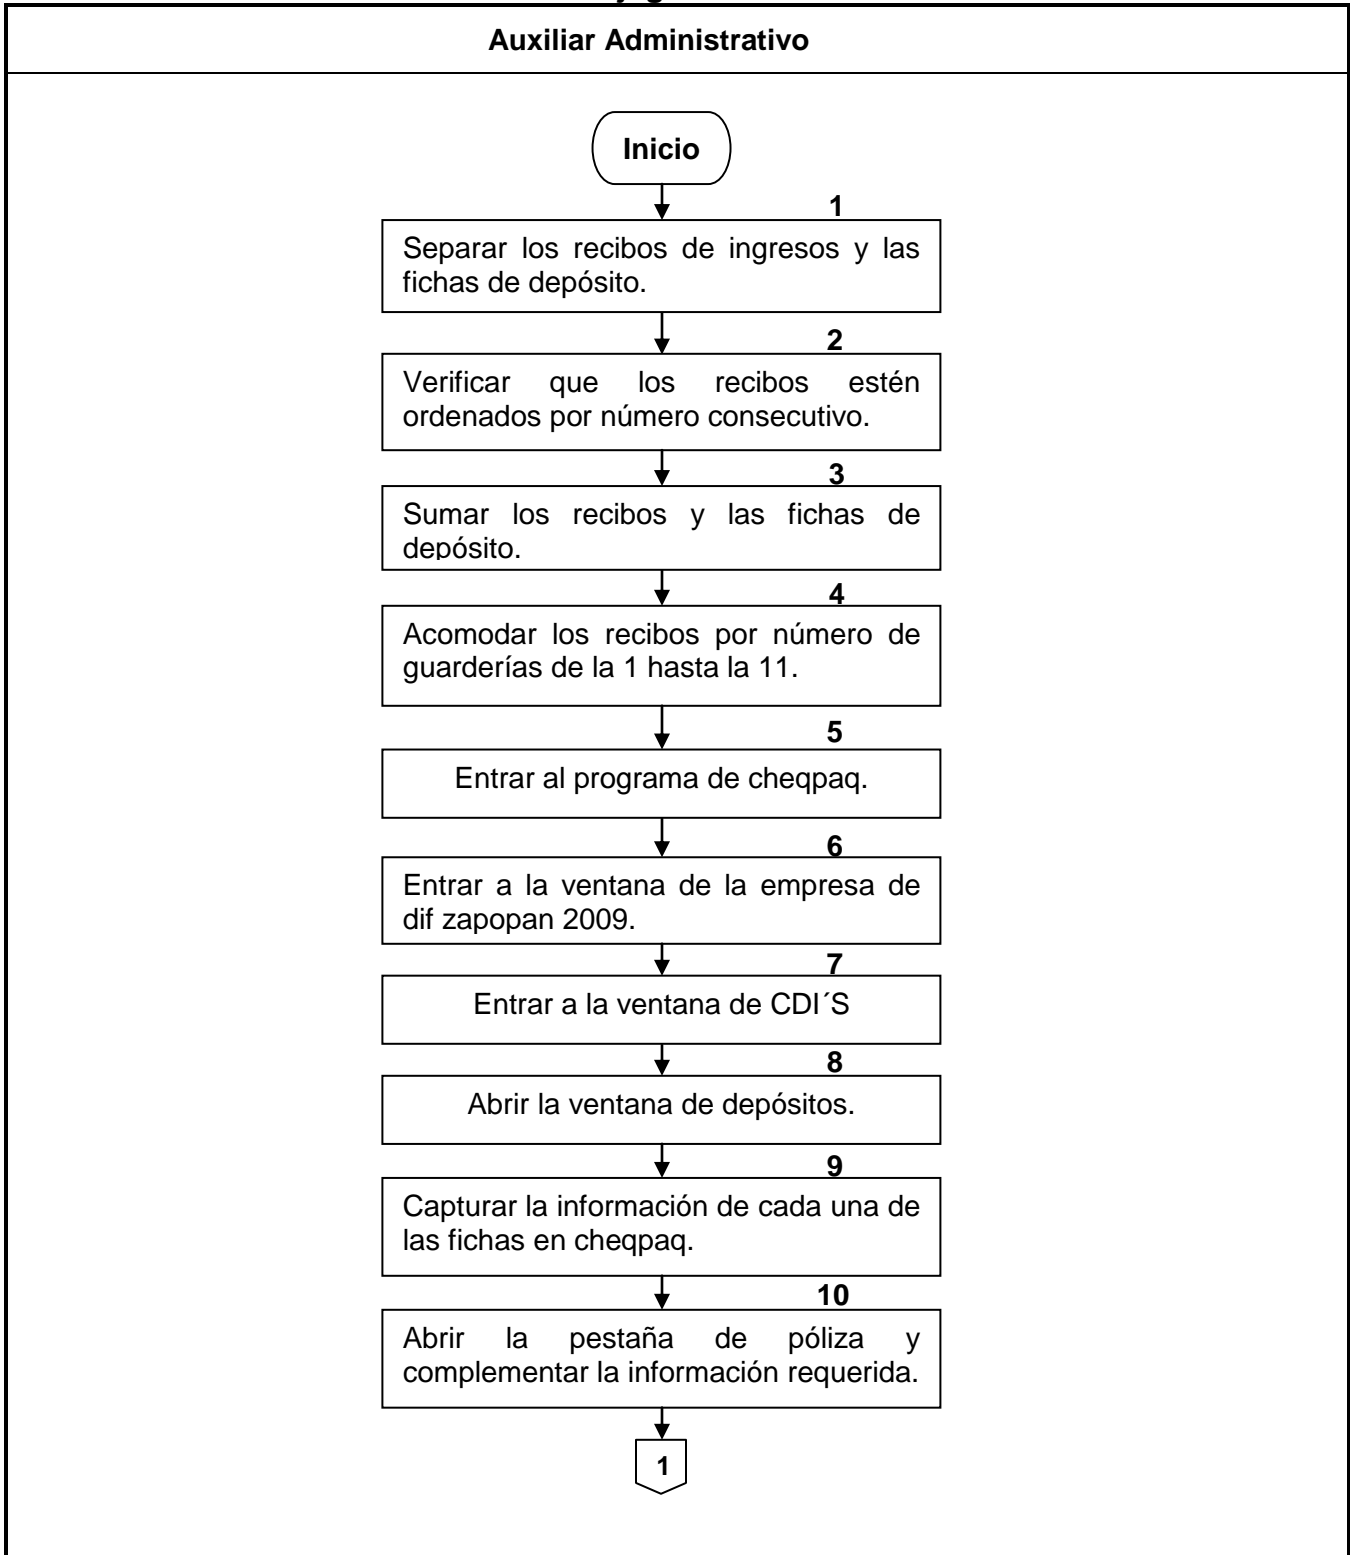 Auxiliar Administrativo
Inicio
1
Separar los recibos de ingresos y las
fichas de depósito.
2
Verificar que los recibos estén
ordenados por número consecutivo.
3
Sumar los recibos y las fichas de
depósito.
4
Acomodar los recibos por número de
guarderías de la 1 hasta la 11.
5
Entrar al programa de cheqpaq.
6
Entrar a la ventana de la empresa de
dif zapopan 2009.
7
Entrar a la ventana de CDI´S
8
Abrir la ventana de depósitos.
9
Capturar la información de cada una de
las fichas en cheqpaq.
10
Abrir la pestaña de póliza y
complementar la información requerida.
1